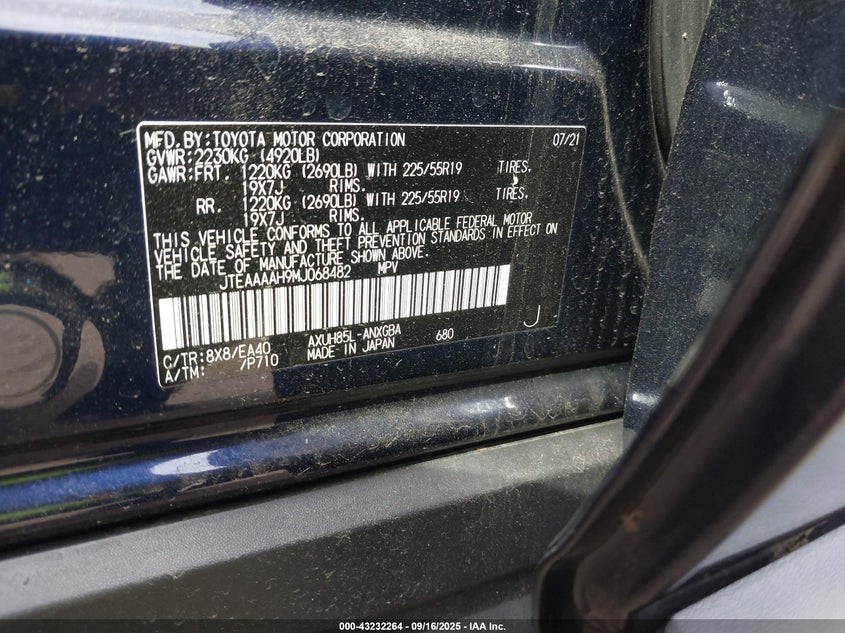 MFD.BY:TOYOTA MOTOR CORPORATION 07/21
GVWR:2230KG (4920LB)
GAWR:FRT. 1220KG (2690LB) WITH 225/55R19 TIRES.
19X7J RIMS.
RR. 1220KG (2690LB) WITH 225/55R19 TIRES.
19X7J RIMS.
THIS VEHICLE CONFORMS TO ALL APPLICABLE FEDERAL MOTOR
VEHICLE SAFETY AND THEFT PREVENTION STANDARDS IN EFFECT ON
THE DATE OF MANUFACTURE SHOWN ABOVE.
JTEAAAAH9MJ068482 MPV
C/TR:8X8/EA40 AXUH85L-ANXGBA 680 J
A/TM: /P710 MADE IN JAPAN
000-43232264 - 09/16/2025 - IAA Inc.